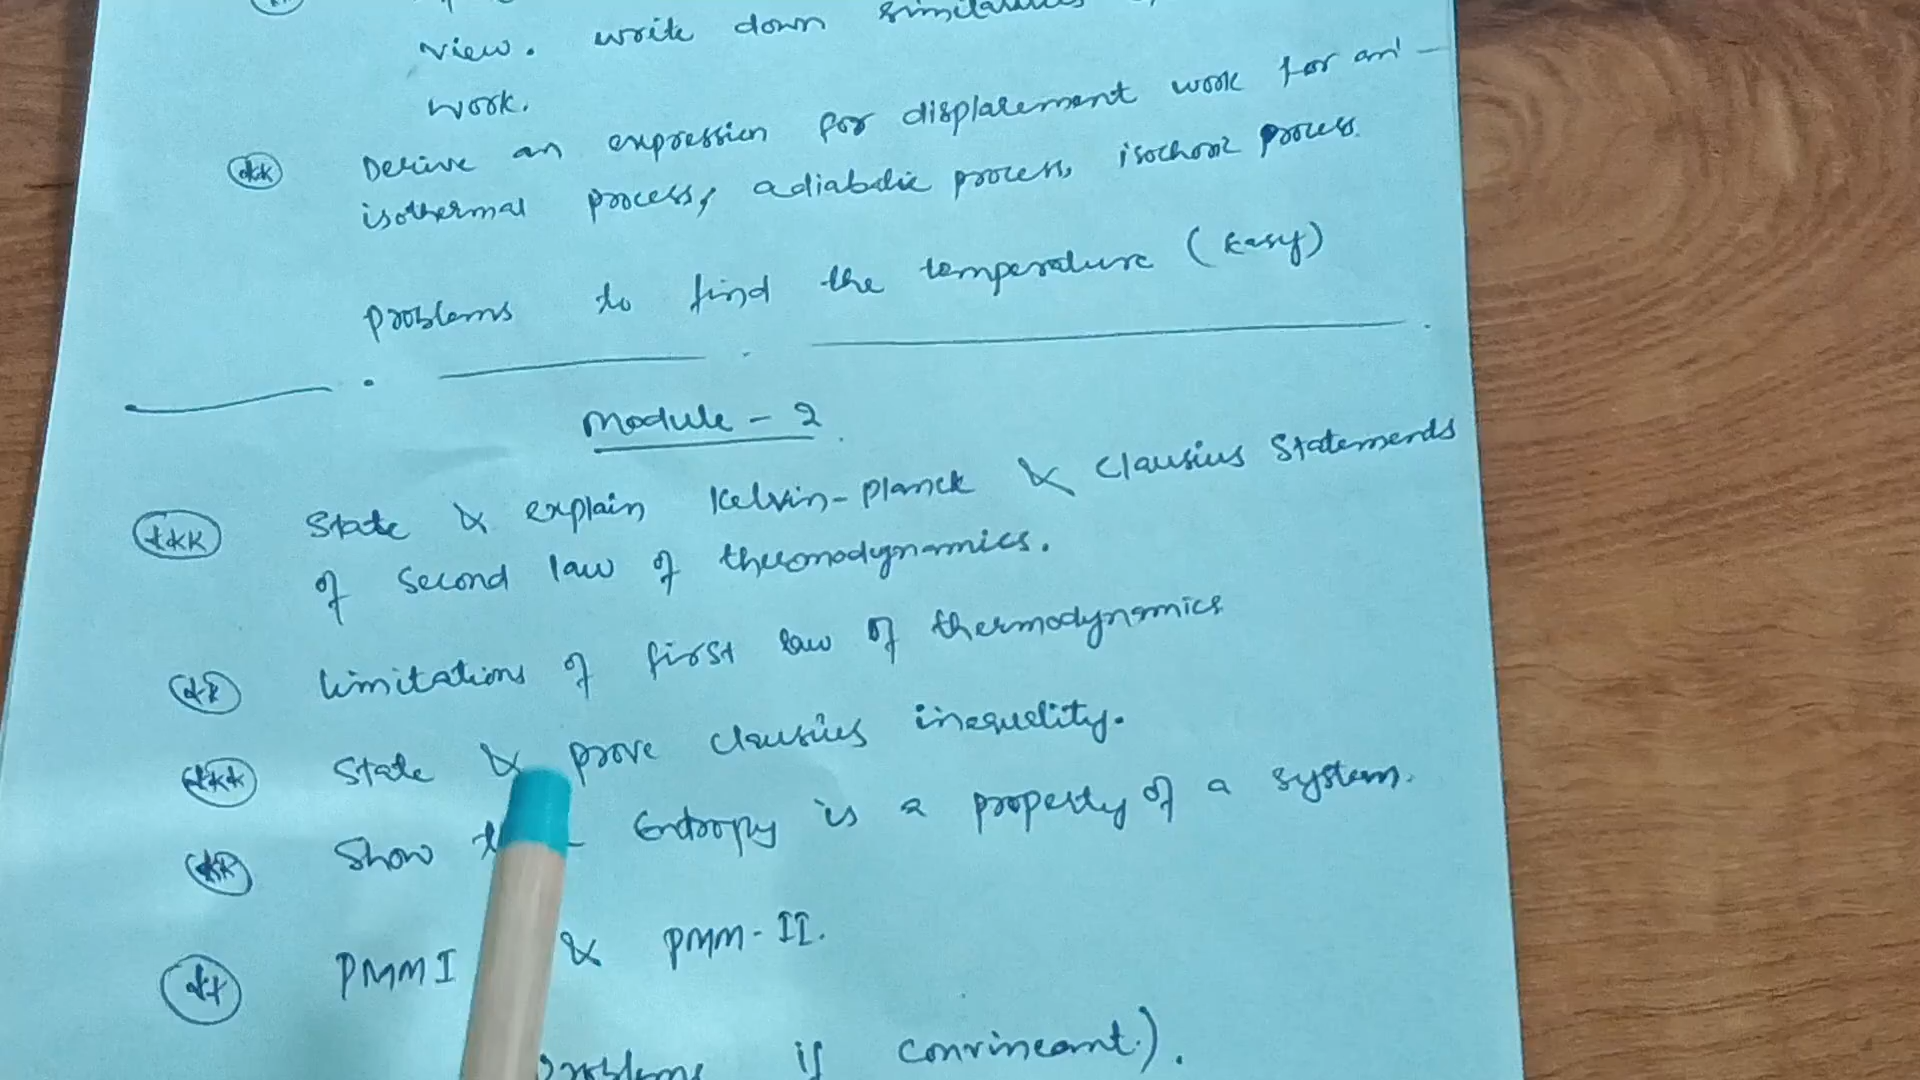 view. write down similarities
work.
** Derive an expression for displacement work for an -
isothermal process, adiabatic process, isochoric process.
problems to find the temperature (Easy)
Module - 2
*** State & explain Kelvin-planck & Clausius Statements
of Second law of thermodynamics.
** limitations of first law of thermodynamics
*** State & prove clausius inequality.
** Show Entropy is a property of a system.
** PMM I & PMM-II.
problems if convineant).